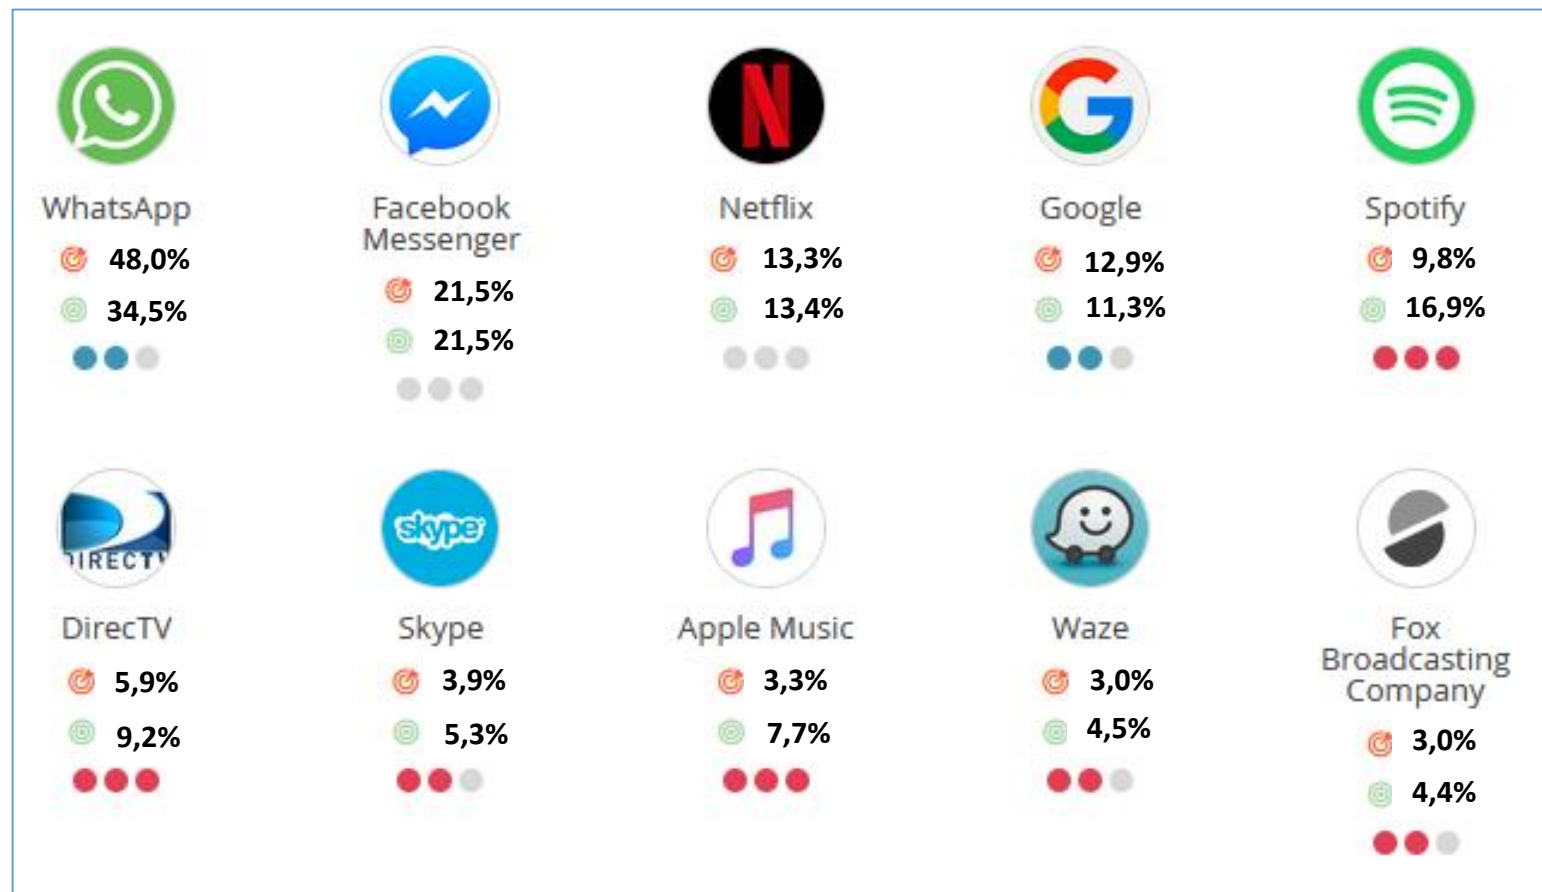 WhatsApp
48,0%
34,5%
Facebook
Messenger
21,5%
21,5%
Netflix
13,3%
13,4%
Google
12,9%
11,3%
Spotify
9,8%
16,9%
DIRECTV
DirecTV
5,9%
9,2%
skype
Skype
3,9%
5,3%
Apple Music
3,3%
7,7%
Waze
3,0%
4,5%
Fox
Broadcasting
Company
3,0%
4,4%